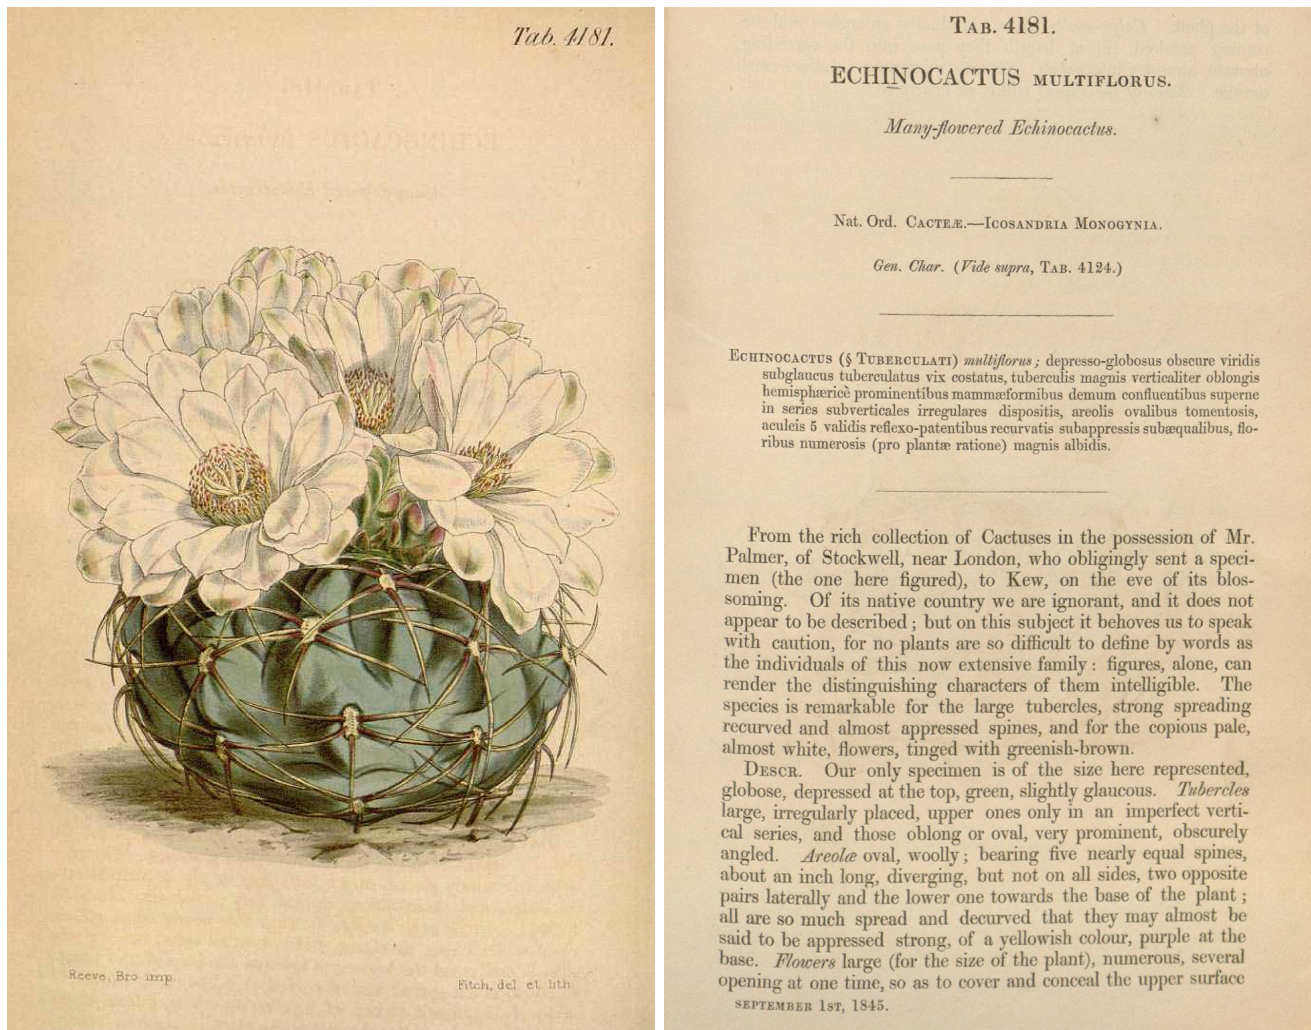 Tab. 4181.
Reeve, Bro imp.
Fitch, del et lith
Tab. 4181.
ECHINOCACTUS multiflorus.
Many-flowered Echinocactus.
Nat. Ord. Cacteæ.—Icosandria Monogynia.
Gen. Char. (Vide supra, Tab. 4124.)
Echinocactus (§ Tuberculati) multiflorus; depresso-globosus obscure viridis
subglaucus tuberculatus vix costatus, tuberculis magnis verticaliter oblongis
hemisphæricè prominentibus mammæformibus demum confluentibus superne
in series subverticales irregulares dispositis, areolis ovalibus tomentosis,
aculeis 5 validis reflexo-patentibus recurvatis subappressis subæqualibus, flo-
ribus numerosis (pro plantæ ratione) magnis albidis.
From the rich collection of Cactuses in the possession of Mr.
Palmer, of Stockwell, near London, who obligingly sent a speci-
men (the one here figured), to Kew, on the eve of its blos-
soming. Of its native country we are ignorant, and it does not
appear to be described; but on this subject it behoves us to speak
with caution, for no plants are so difficult to define by words as
the individuals of this now extensive family: figures, alone, can
render the distinguishing characters of them intelligible. The
species is remarkable for the large tubercles, strong spreading
recurved and almost appressed spines, and for the copious pale,
almost white, flowers, tinged with greenish-brown.
Descr. Our only specimen is of the size here represented,
globose, depressed at the top, green, slightly glaucous. Tubercles
large, irregularly placed, upper ones only in an imperfect verti-
cal series, and those oblong or oval, very prominent, obscurely
angled. Areolæ oval, woolly; bearing five nearly equal spines,
about an inch long, diverging, but not on all sides, two opposite
pairs laterally and the lower one towards the base of the plant;
all are so much spread and decurved that they may almost be
said to be appressed strong, of a yellowish colour, purple at the
base. Flowers large (for the size of the plant), numerous, several
opening at one time, so as to cover and conceal the upper surface
SEPTEMBER 1ST, 1845.